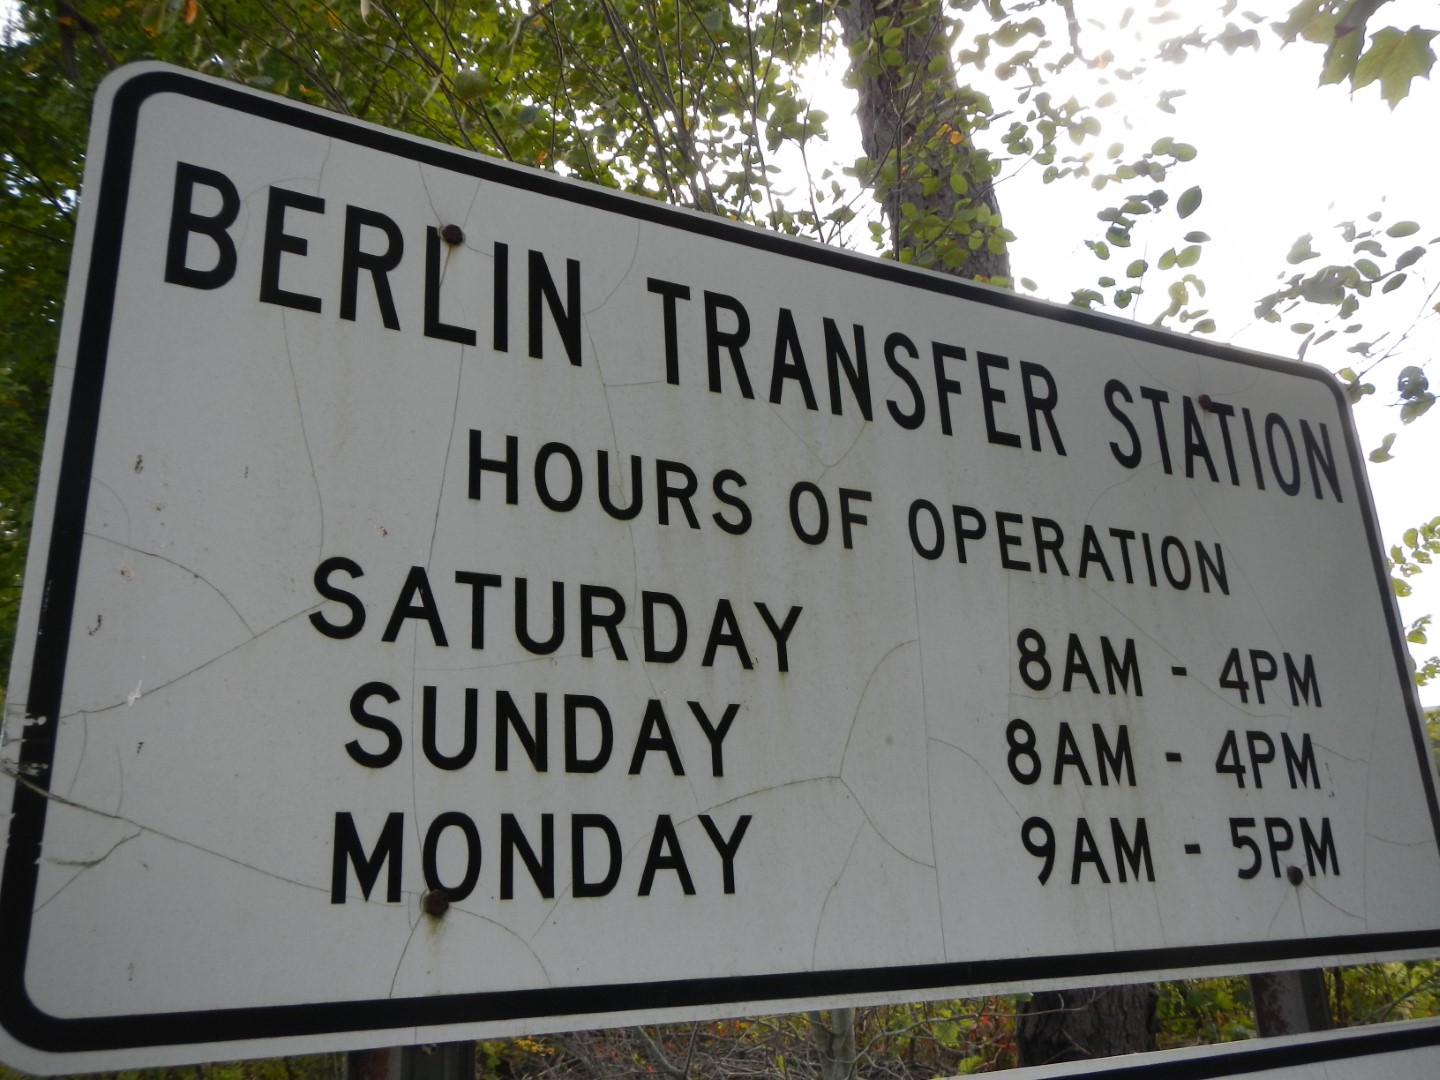 BERLIN TRANSFER STATION
HOURS OF OPERATION
SATURDAY 8AM - 4PM
SUNDAY 8AM - 4PM
MONDAY 9AM - 5PM